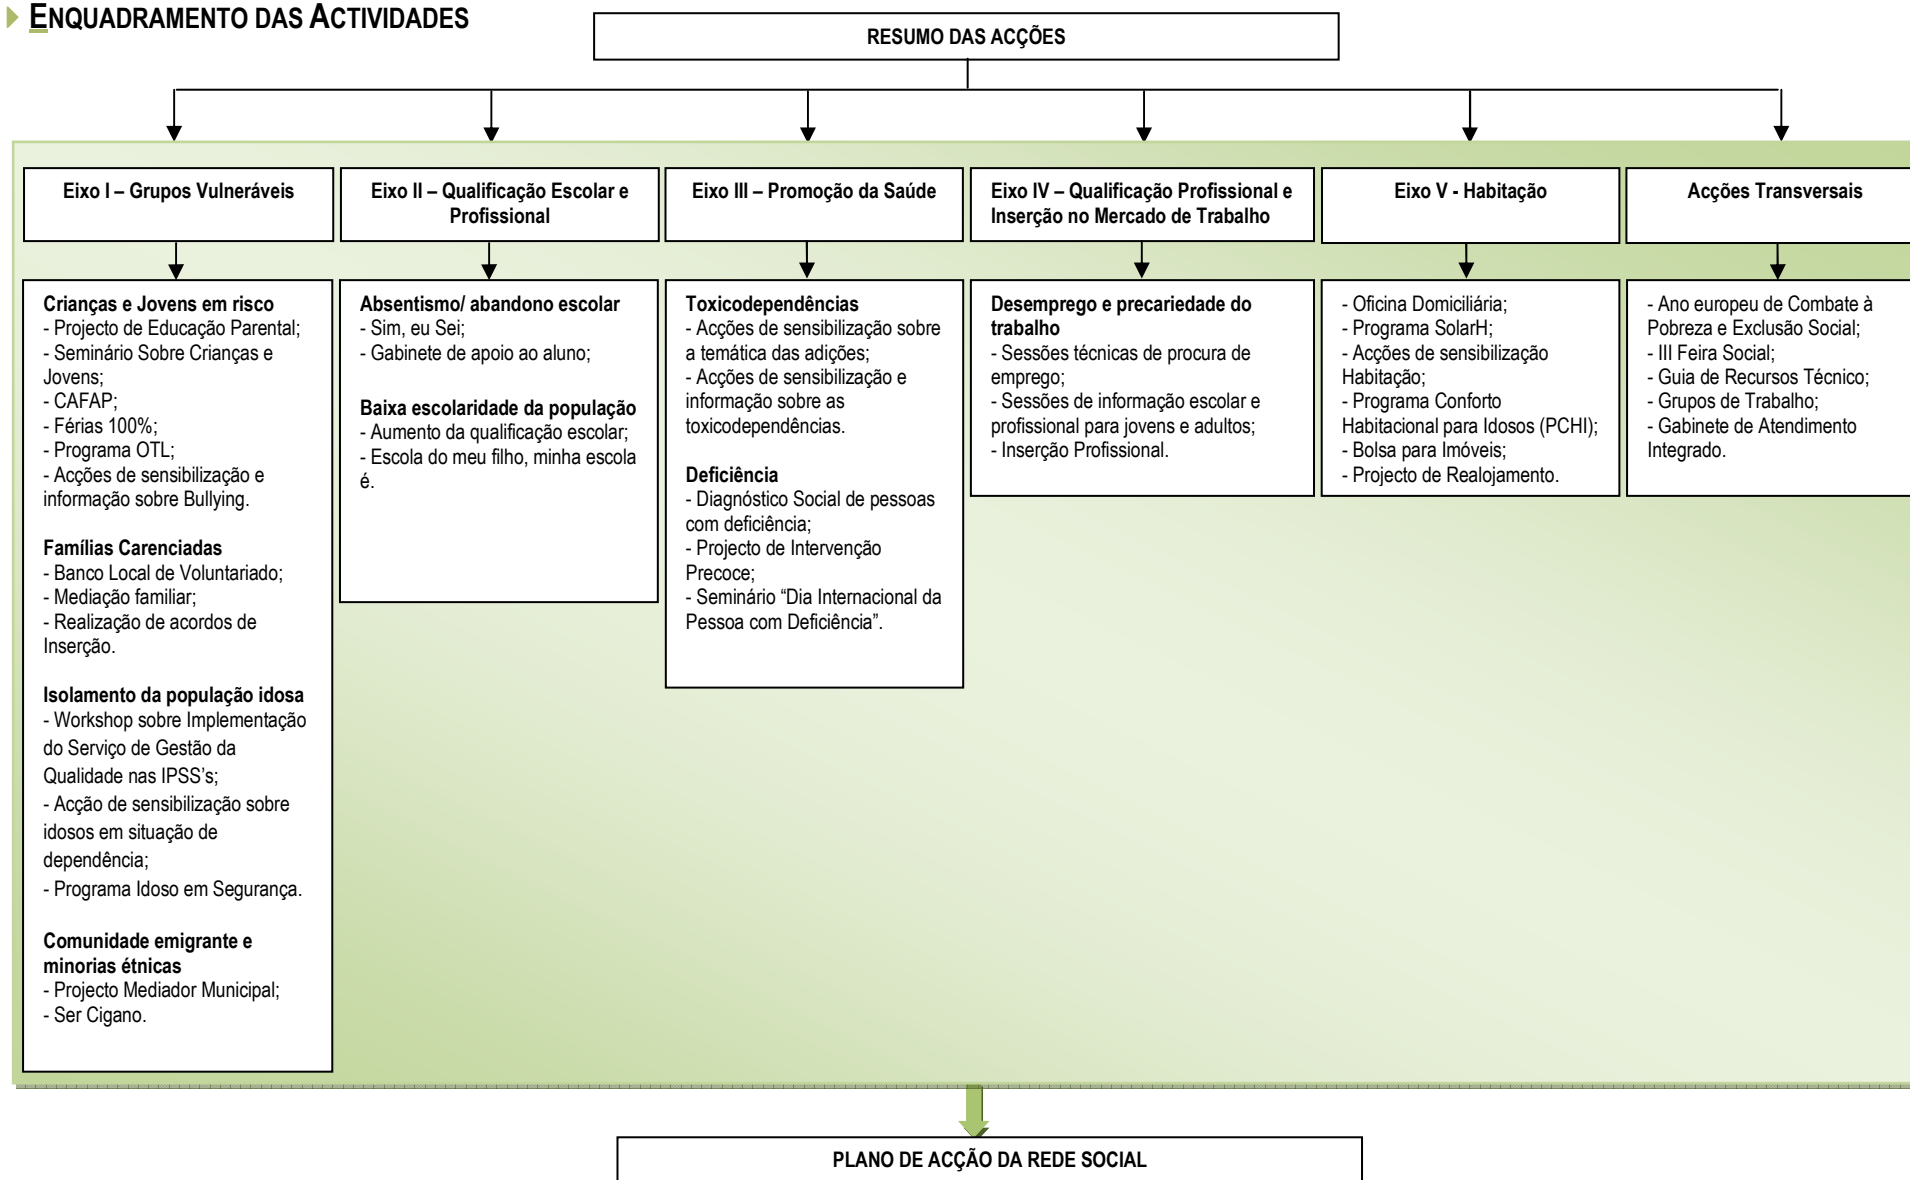 ENQUADRAMENTO DAS ACTIVIDADES
RESUMO DAS ACÇÕES
Eixo I – Grupos Vulneráveis
Crianças e Jovens em risco
- Projecto de Educação Parental;
- Seminário Sobre Crianças e
Jovens;
- CAFAP;
- Férias 100%;
- Programa OTL;
- Acções de sensibilização e
informação sobre Bullying.
Famílias Carenciadas
- Banco Local de Voluntariado;
- Mediação familiar;
- Realização de acordos de
Inserção.
Isolamento da população idosa
- Workshop sobre Implementação
do Serviço de Gestão da
Qualidade nas IPSS's;
- Acção de sensibilização sobre
idosos em situação de
dependência;
- Programa Idoso em Segurança.
Comunidade emigrante e
minorias étnicas
- Projecto Mediador Municipal;
- Ser Cigano.
Eixo II – Qualificação Escolar e
Profissional
Absentismo/ abandono escolar
- Sim, eu Sei;
- Gabinete de apoio ao aluno;
Baixa escolaridade da população
- Aumento da qualificação escolar;
- Escola do meu filho, minha escola
é.
Eixo III – Promoção da Saúde
Toxicodependências
- Acções de sensibilização sobre
a temática das adições;
- Acções de sensibilização e
informação sobre as
toxicodependências.
Deficiência
- Diagnóstico Social de pessoas
com deficiência;
- Projecto de Intervenção
Precoce;
- Seminário “Dia Internacional da
Pessoa com Deficiência”.
Eixo IV – Qualificação Profissional e
Inserção no Mercado de Trabalho
Desemprego e precariedade do
trabalho
- Sessões técnicas de procura de
emprego;
- Sessões de informação escolar e
profissional para jovens e adultos;
- Inserção Profissional.
Eixo V - Habitação
- Oficina Domiciliária;
- Programa SolarH;
- Acções de sensibilização
Habitação;
- Programa Conforto
Habitacional para Idosos (PCHI);
- Bolsa para Imóveis;
- Projecto de Realojamento.
Acções Transversais
- Ano europeu de Combate à
Pobreza e Exclusão Social;
- III Feira Social;
- Guia de Recursos Técnico;
- Grupos de Trabalho;
- Gabinete de Atendimento
Integrado.
PLANO DE ACÇÃO DA REDE SOCIAL